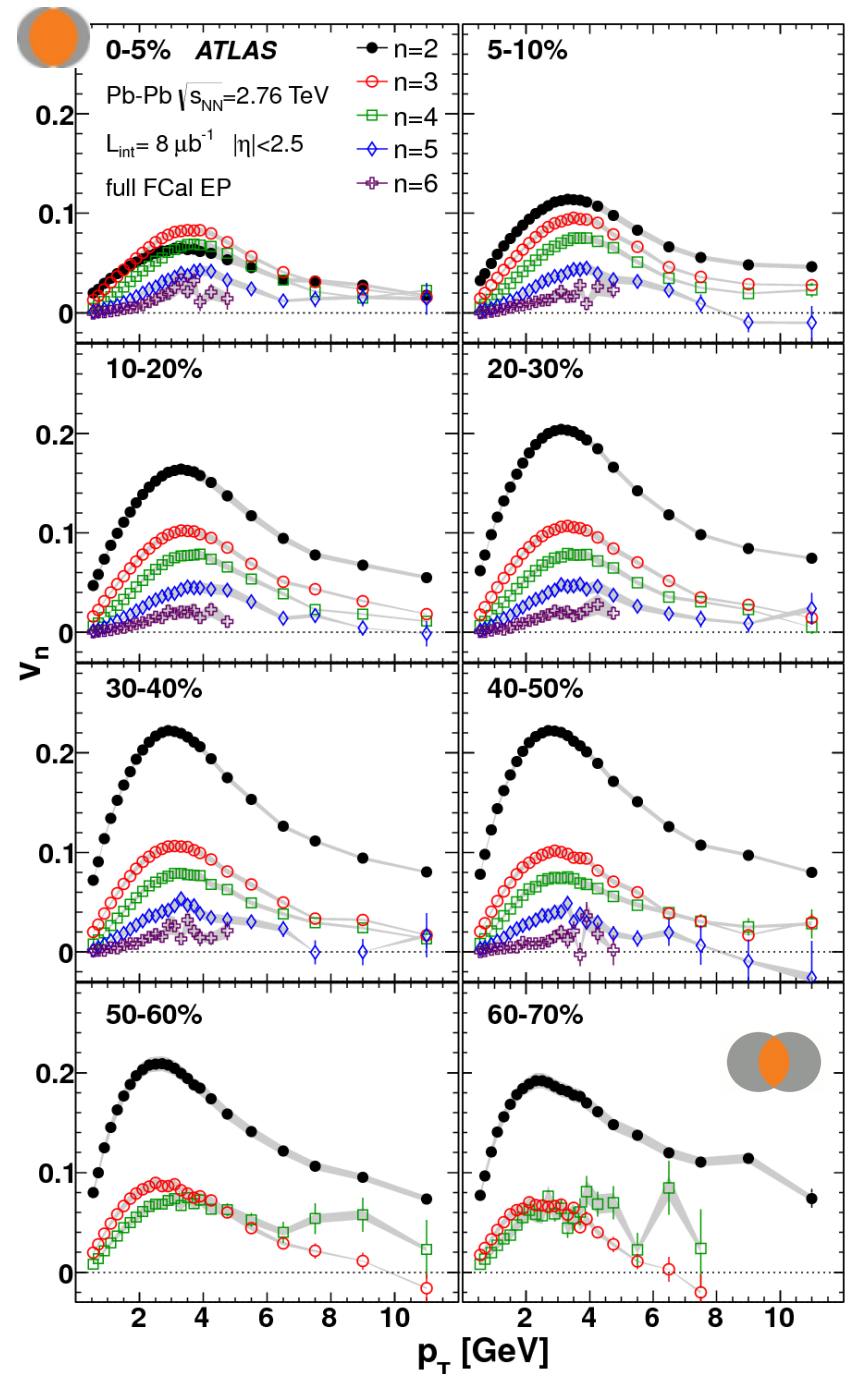 0-5% ATLAS
Pb-Pb √sNN=2.76 TeV
Lint= 8 μb-1 |η|<2.5
full FCal EP
n=2
n=3
n=4
n=5
n=6
5-10%
0.2
0.1
0
10-20%
20-30%
0.2
0.1
0
vn
30-40%
40-50%
0.2
0.1
0
50-60%
60-70%
0.2
0.1
0
2 4 6 8 10
2 4 6 8 10
pT [GeV]